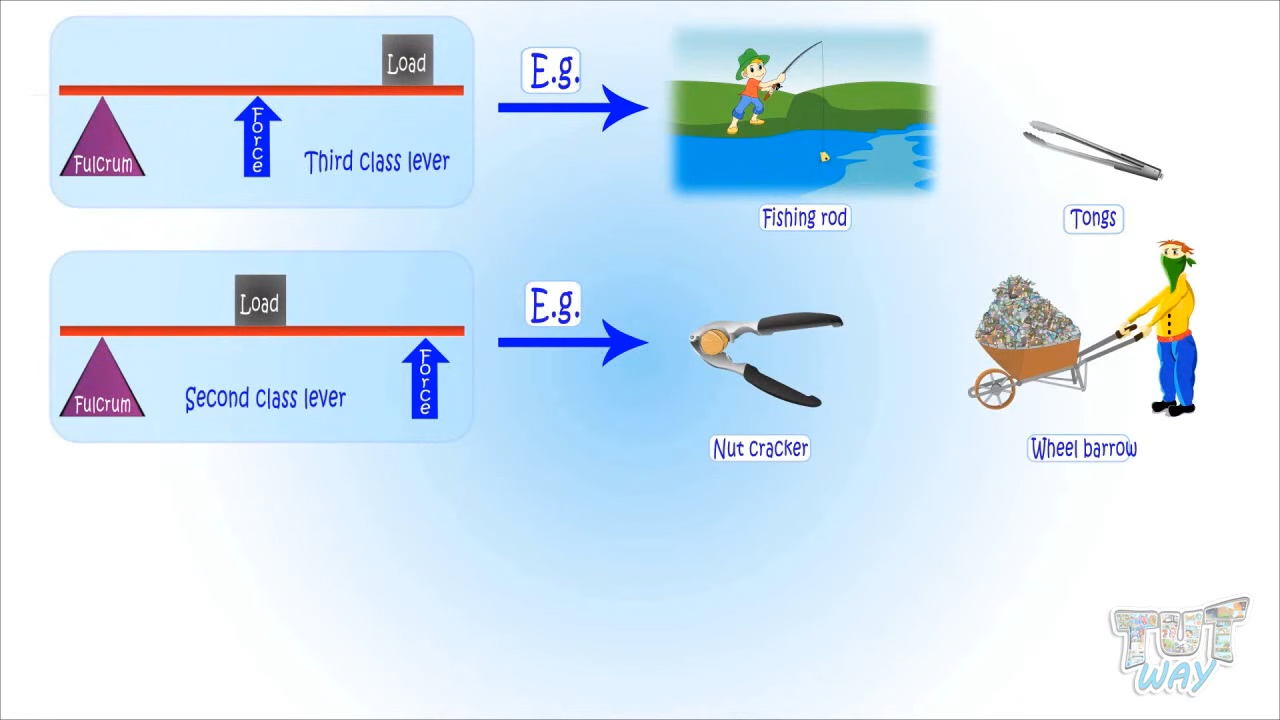 Load
Fulcrum
Force
Third class lever
E.g.
Fishing rod
Tongs
Load
Fulcrum
Second class lever
Force
E.g.
Nut cracker
Wheel barrow
TUT
WAY